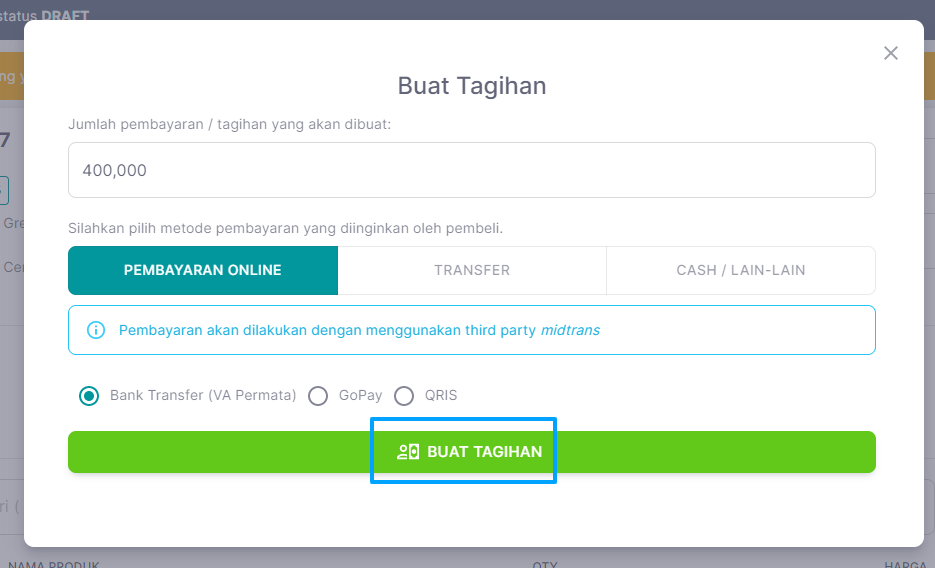 status DRAFT
ng y
Buat Tagihan
Jumlah pembayaran / tagihan yang akan dibuat:
7
400,000
Gre
Silahkan pilih metode pembayaran yang diinginkan oleh pembeli.
PEMBAYARAN ONLINE TRANSFER CASH / LAIN-LAIN
Cer
Pembayaran akan dilakukan dengan menggunakan third party midtrans
Bank Transfer (VA Permata) GoPay QRIS
BUAT TAGIHAN
ri (
NAMA PRODUK QTY HARGA